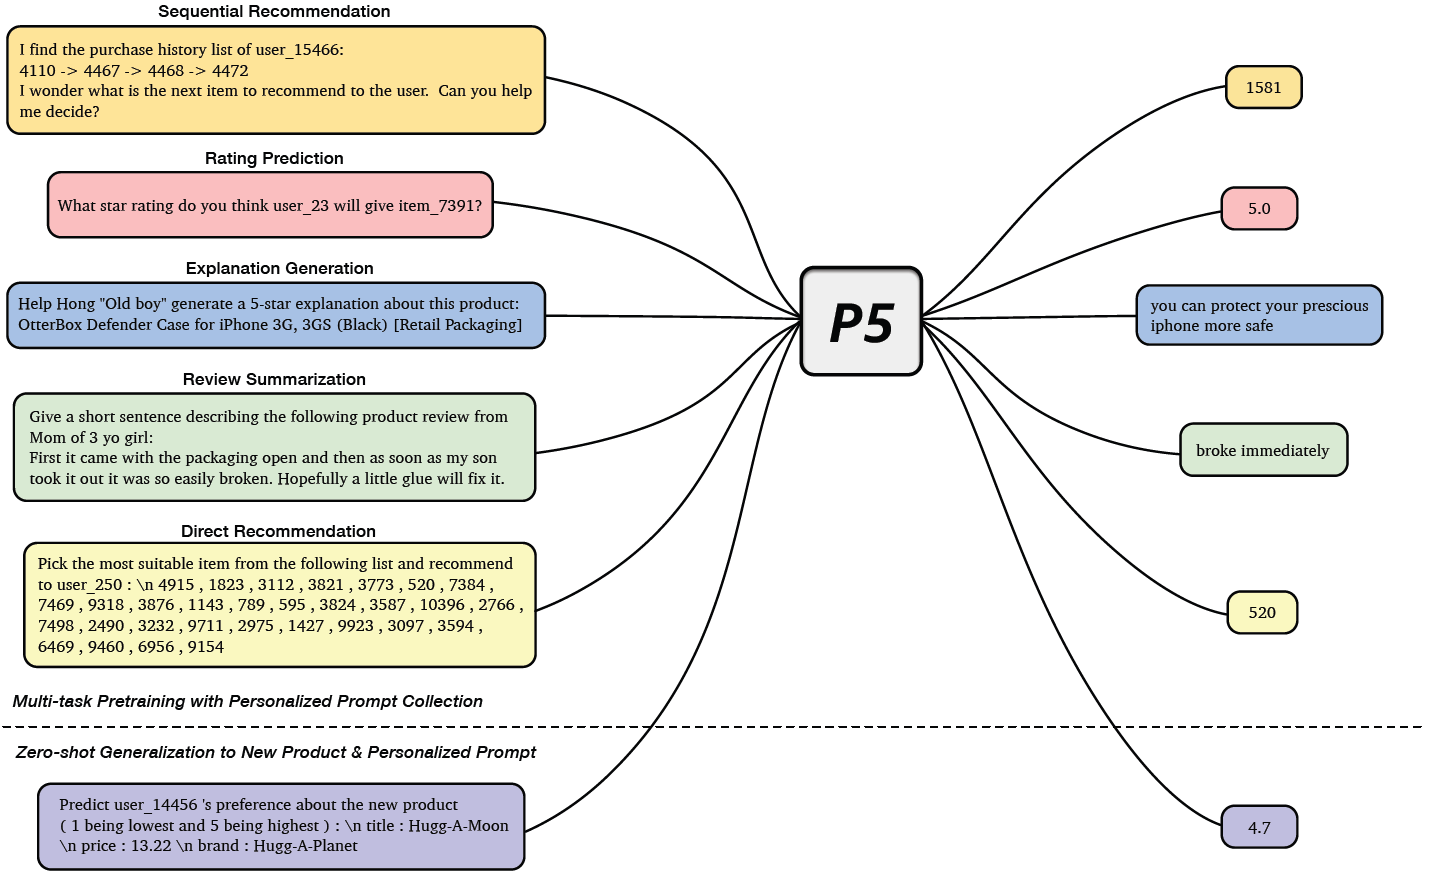 Sequential Recommendation
I find the purchase history list of user_15466:
4110 -> 4467 -> 4468 -> 4472
I wonder what is the next item to recommend to the user.  Can you help
me decide?
1581
Rating Prediction
What star rating do you think user_23 will give item_7391?
5.0
Explanation Generation
Help Hong "Old boy" generate a 5-star explanation about this product:
OtterBox Defender Case for iPhone 3G, 3GS (Black) [Retail Packaging]
P5
you can protect your prescious
iphone more safe
Review Summarization
Give a short sentence describing the following product review from
Mom of 3 yo girl:
First it came with the packaging open and then as soon as my son
took it out it was so easily broken. Hopefully a little glue will fix it.
broke immediately
Direct Recommendation
Pick the most suitable item from the following list and recommend
to user_250 : \n 4915 , 1823 , 3112 , 3821 , 3773 , 520 , 7384 ,
7469 , 9318 , 3876 , 1143 , 789 , 595 , 3824 , 3587 , 10396 , 2766 ,
7498 , 2490 , 3232 , 9711 , 2975 , 1427 , 9923 , 3097 , 3594 ,
6469 , 9460 , 6956 , 9154
520
Multi-task Pretraining with Personalized Prompt Collection
Zero-shot Generalization to New Product & Personalized Prompt
Predict user_14456 's preference about the new product
( 1 being lowest and 5 being highest ) : \n title : Hugg-A-Moon
\n price : 13.22 \n brand : Hugg-A-Planet
4.7